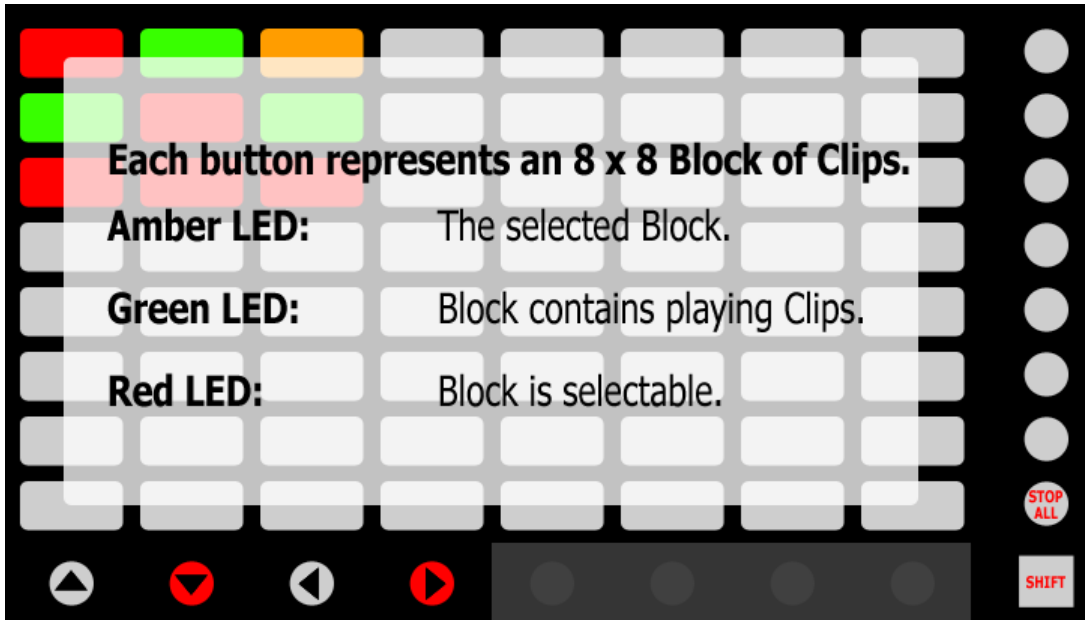 Each button represents an 8 x 8 Block of Clips.
Amber LED: The selected Block.
Green LED: Block contains playing Clips.
Red LED: Block is selectable.
STOP
ALL
SHIFT